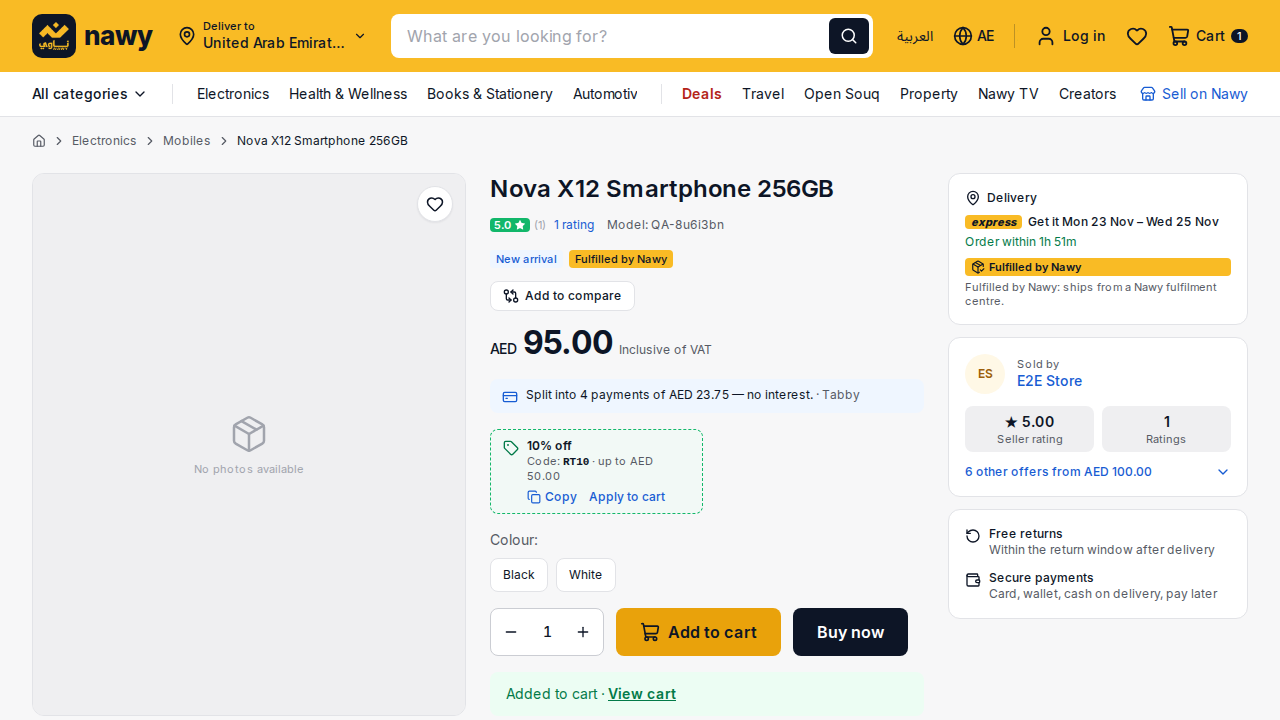 نــاوي
NAWY
nawy
Deliver to
United Arab Emirat...
What are you looking for?
العربية
AE
Log in
Cart 1
All categories
Electronics
Health & Wellness
Books & Stationery
Automotiv
Deals
Travel
Open Souq
Property
Nawy TV
Creators
Sell on Nawy
Electronics
Mobiles
Nova X12 Smartphone 256GB
No photos available
Nova X12 Smartphone 256GB
5.0 ★ (1) 1 rating Model: QA-8u6l3bn
New arrival Fulfilled by Nawy
Add to compare
AED 95.00 Inclusive of VAT
Split into 4 payments of AED 23.75 — no interest. · Tabby
10% off
Code: RT10 · up to AED
50.00
Copy Apply to cart
Colour:
Black White
1
Add to cart
Buy now
Added to cart · View cart
Delivery
express Get it Mon 23 Nov – Wed 25 Nov
Order within 1h 51m
Fulfilled by Nawy
Fulfilled by Nawy: ships from a Nawy fulfilment
centre.
ES
Sold by
E2E Store
★ 5.00
Seller rating
1
Ratings
6 other offers from AED 100.00
Free returns
Within the return window after delivery
Secure payments
Card, wallet, cash on delivery, pay later